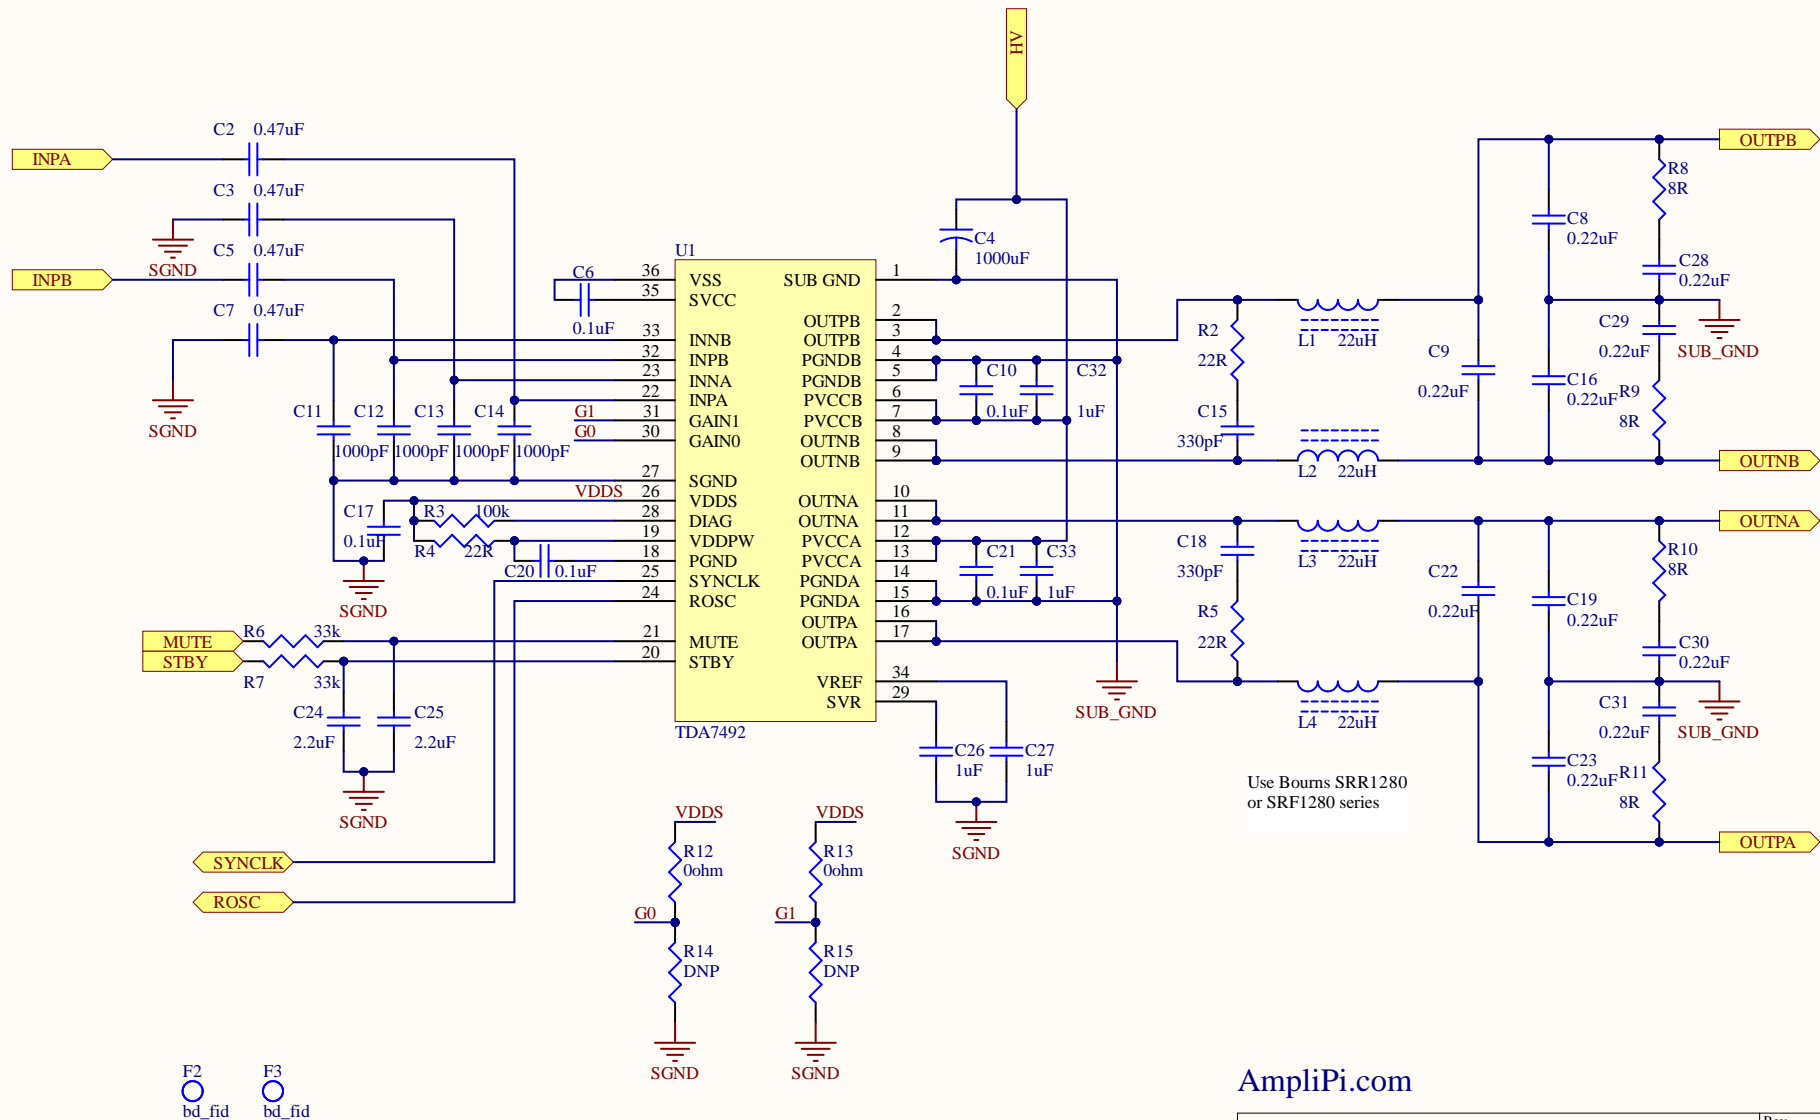 HV
C2 0.47uF
INPA
C3 0.47uF
SGND
C5 0.47uF
INPB
C7 0.47uF
SGND
C6
0.1uF
C11 C12 C13 C14
1000pF 1000pF 1000pF 1000pF
G1
G0
VDDS
C17
0.1uF
R3 100k
R4 22R
C20 0.1uF
SGND
MUTE
STBY
R6 33k
R7 33k
C24
2.2uF
C25
2.2uF
SGND
SYNCLK
ROSC
U1
36 VSS
35 SVCC
33 INNB
32 INPB
23 INNA
22 INPA
31 GAIN1
30 GAIN0
27 SGND
26 VDDS
28 DIAG
19 VDDPW
18 PGND
25 SYNCLK
24 ROSC
21 MUTE
20 STBY
SUB GND 1
OUTPB 2
OUTPB 3
PGNDB 4
PGNDB 5
PVCCB 6
PVCCB 7
OUTNB 8
OUTNB 9
OUTNA 10
OUTNA 11
PVCCA 12
PVCCA 13
PGNDA 14
PGNDA 15
OUTPA 16
OUTPA 17
VREF 34
SVR 29
TDA7492
C4
1000uF
C10
0.1uF
C32
1uF
C21
0.1uF
C33
1uF
SUB_GND
C26
1uF
C27
1uF
SGND
R2
22R
C15
330pF
L1 22uH
L2 22uH
C9
0.22uF
C8
0.22uF
C16
0.22uF
R8
8R
C28
0.22uF
C29
0.22uF
R9
8R
OUTPB
SUB_GND
OUTNB
C18
330pF
R5
22R
L3 22uH
L4 22uH
C22
0.22uF
C19
0.22uF
C23
0.22uF
R10
8R
C30
0.22uF
C31
0.22uF
R11
8R
OUTNA
SUB_GND
OUTPA
Use Bourns SRR1280
or SRF1280 series
VDDS
R12
0ohm
G0
R14
DNP
SGND
VDDS
R13
0ohm
G1
R15
DNP
SGND
F2
bd_fid
F3
bd_fid
AmpliPi.com